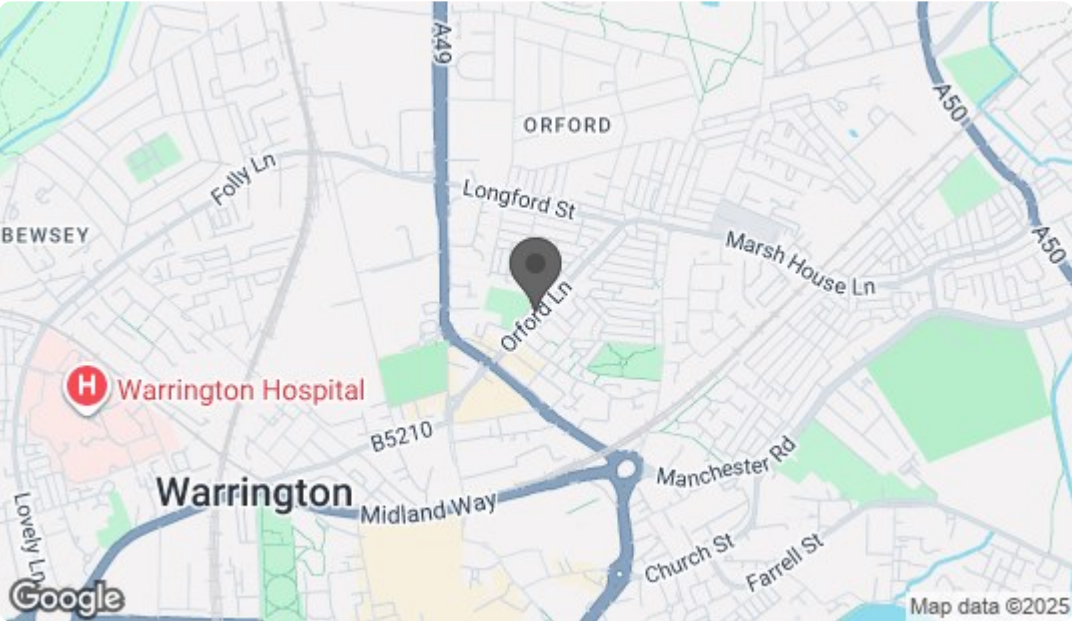 A49
ORFORD
A50
Folly Ln
Longford St
BEWSEY
Marsh House Ln
A50
Orford Ln
H
Warrington Hospital
B5210
Manchester Rd
Warrington
Midland Way
Lovely Ln
Church St
Farrell St
Google
Map data ©2025